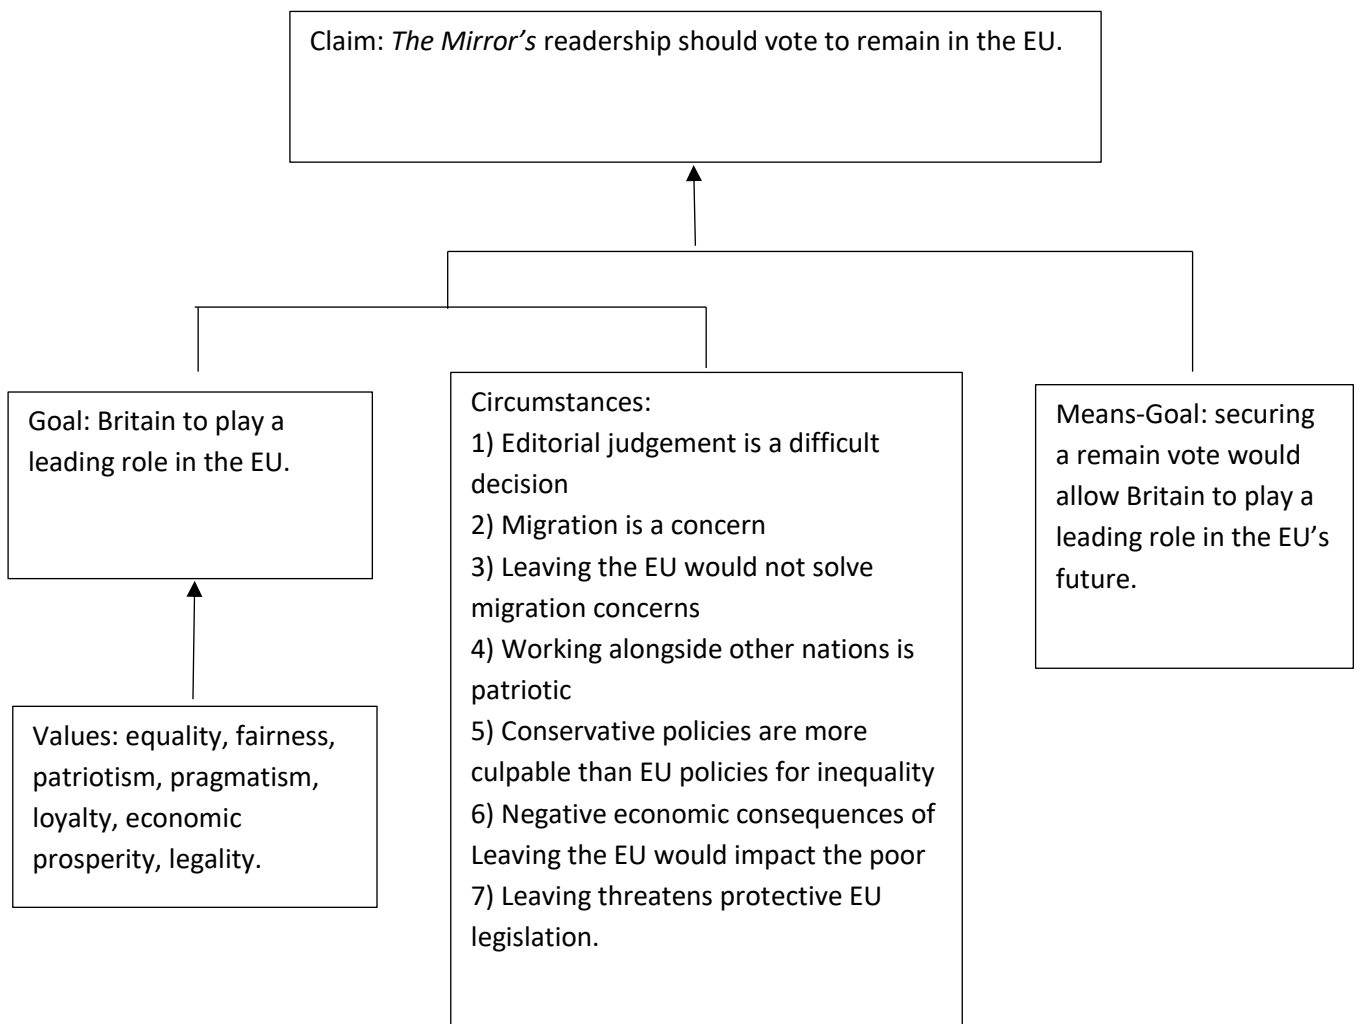 Claim: The Mirror’s readership should vote to remain in the EU.
Goal: Britain to play a
leading role in the EU.
Circumstances:
1) Editorial judgement is a difficult
decision
2) Migration is a concern
3) Leaving the EU would not solve
migration concerns
4) Working alongside other nations is
patriotic
5) Conservative policies are more
culpable than EU policies for inequality
6) Negative economic consequences of
Leaving the EU would impact the poor
7) Leaving threatens protective EU
legislation.
Means-Goal: securing
a remain vote would
allow Britain to play a
leading role in the EU’s
future.
Values: equality, fairness,
patriotism, pragmatism,
loyalty, economic
prosperity, legality.